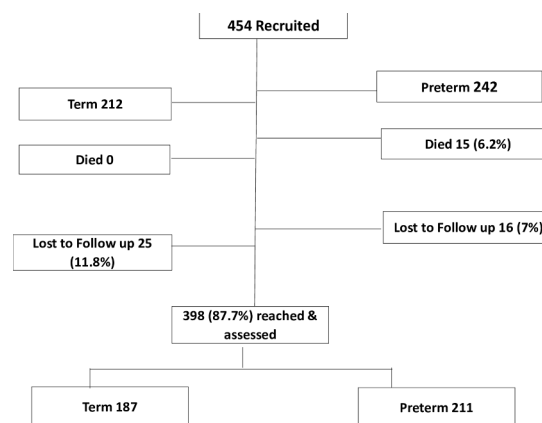 454 Recruited
Term 212
Preterm 242
Died 0
Died 15 (6.2%)
Lost to Follow up 25
(11.8%)
Lost to Follow up 16 (7%)
398 (87.7%) reached &
assessed
Term 187
Preterm 211